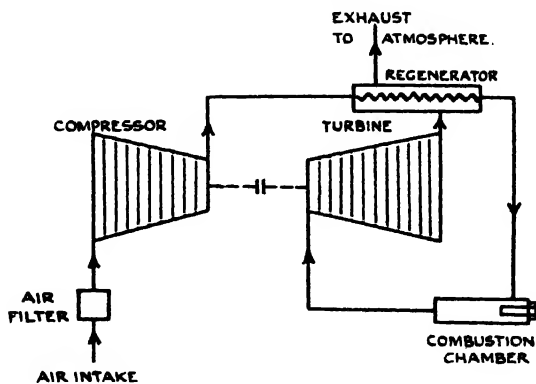 EXHAUST
TO ATMOSPHERE.
REGENERATOR
COMPRESSOR
TURBINE
AIR
FILTER
COMBUSTION
CHAMBER
AIR INTAKE